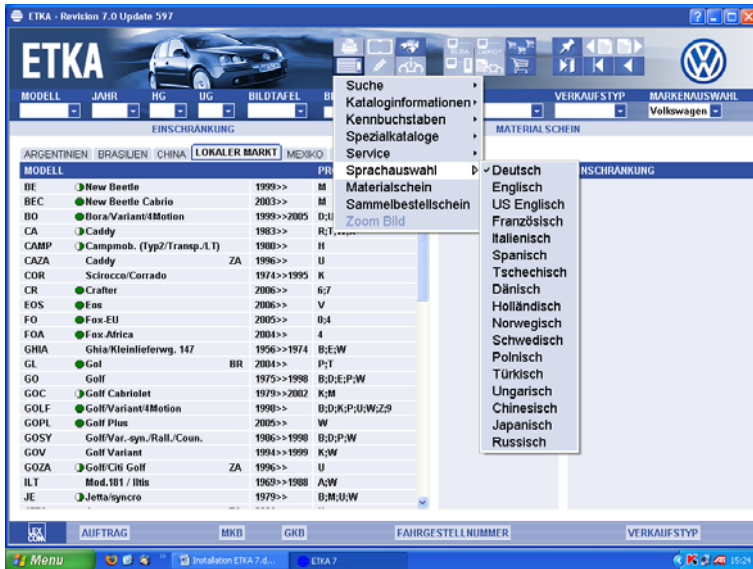 ETKA - Revision 7.0 Update 597
ETKA
MODELL JAHR HG UG BILDTAFEL VERKAUFSTYP MARKENAUSWAHL
Volkswagen
EINSCHRÄNKUNG MATERIALSCHEIN
ARGENTINIEN BRASILIEN CHINA LOKALER MARKT MEXIKO
Suche
Kataloginformationen
Kennbuchstaben
Spezialkataloge
Service
Sprachauswahl
Materialschein
Sammelbestellschein
Zoom Bild
Deutsch
Englisch
US Englisch
Französisch
Italienisch
Spanisch
Tschechisch
Dänisch
Holländisch
Norwegisch
Schwedisch
Polnisch
Türkisch
Ungarisch
Chinesisch
Japanisch
Russisch
MODELL
BE New Beetle 1999>> M
BEC New Beetle Cabrio 2003>> M
BO Bora/Variant/4Motion 1999>>2005
CA Caddy 1983>>
CAMP Campmob. (Typ2/Transp./LT) 1980>> H
CAZA Caddy ZA 1996>> U
COR Scirocco/Corrado 1974>>1995 K
CR Crafter 2006>> 6;7
EOS Eos 2006>> V
FO Fox-EU 2005>> 0;4
FOA Fox-Africa 2004>> 4
GHIA Ghia/Kleinlieferwg. 147 1956>>1974 B;E;W
GL Gol BR 2004>> P;T
GO Golf 1975>>1998 B;D;E;P;W
GOC Golf Cabriolet 1979>>2002 K;M
GOLF Golf/Variant/4Motion 1998>> B;D;K;P;U;W;Z;9
GOPL Golf Plus 2005>> W
GOSY Golf/Var.-syn./Rall./Coun. 1986>>1998 B;D;P;W
GOV Golf Variant 1994>>1999 K;W
GOZA Golf/Citi Golf ZA 1996>> U
ILT Mod.181 / Iltis 1969>>1988 A;W
JE Jetta/syncro 1979>> B;M;U;W
LEX COM AUFTRAG MKB GKB FAHRGESTELLNUMMER VERKAUFSTYP
Menu Installation ETKA 7.d... ETKA 7 15:24